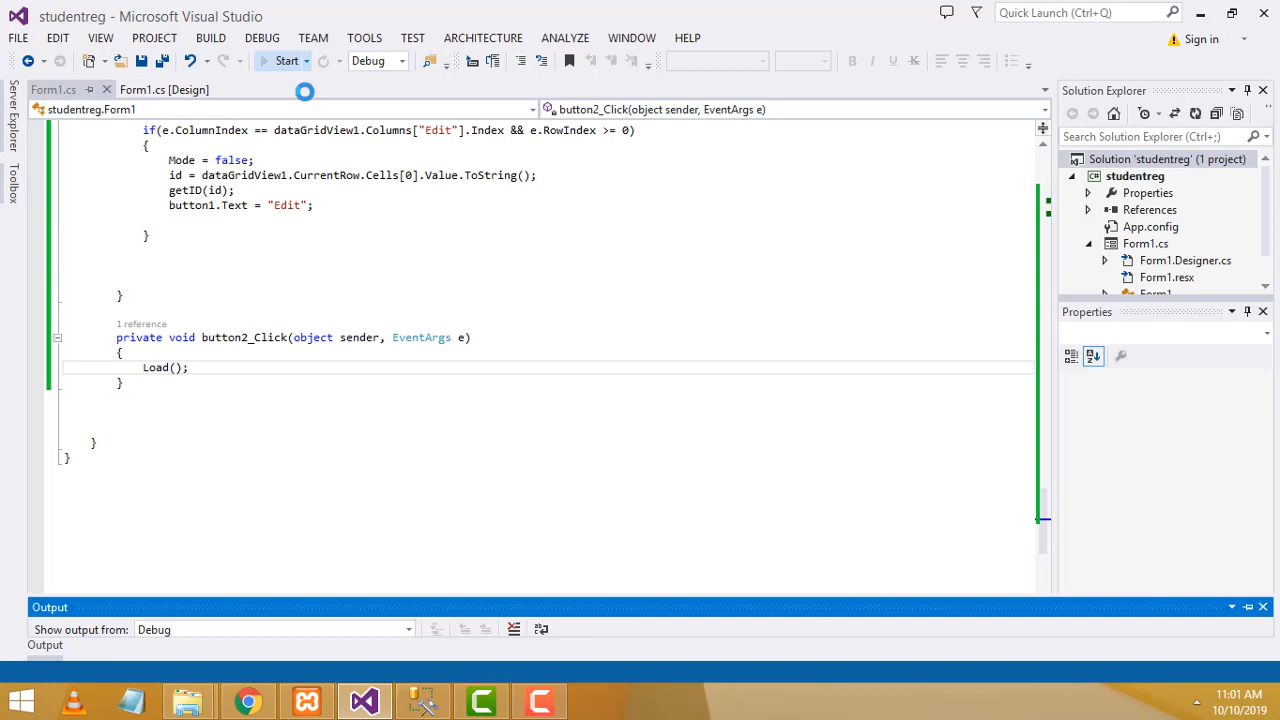 studentreg - Microsoft Visual Studio
Quick Launch (Ctrl+Q)
FILE EDIT VIEW PROJECT BUILD DEBUG TEAM TOOLS TEST ARCHITECTURE ANALYZE WINDOW HELP
Sign in
Start Debug
Form1.cs Form1.cs [Design]
studentreg.Form1 button2_Click(object sender, EventArgs e)
Server Explorer
Toolbox
if(e.ColumnIndex == dataGridView1.Columns["Edit"].Index && e.RowIndex >= 0)
{
Mode = false;
id = dataGridView1.CurrentRow.Cells[0].Value.ToString();
getID(id);
button1.Text = "Edit";
}
}
1 reference
private void button2_Click(object sender, EventArgs e)
{
Load();
}
}
}
Solution Explorer
Search Solution Explorer (Ctrl+;)
Solution 'studentreg' (1 project)
studentreg
Properties
References
App.config
Form1.cs
Form1.Designer.cs
Form1.resx
Form1
Properties
Output
Show output from: Debug
Output
11:01 AM
10/10/2019